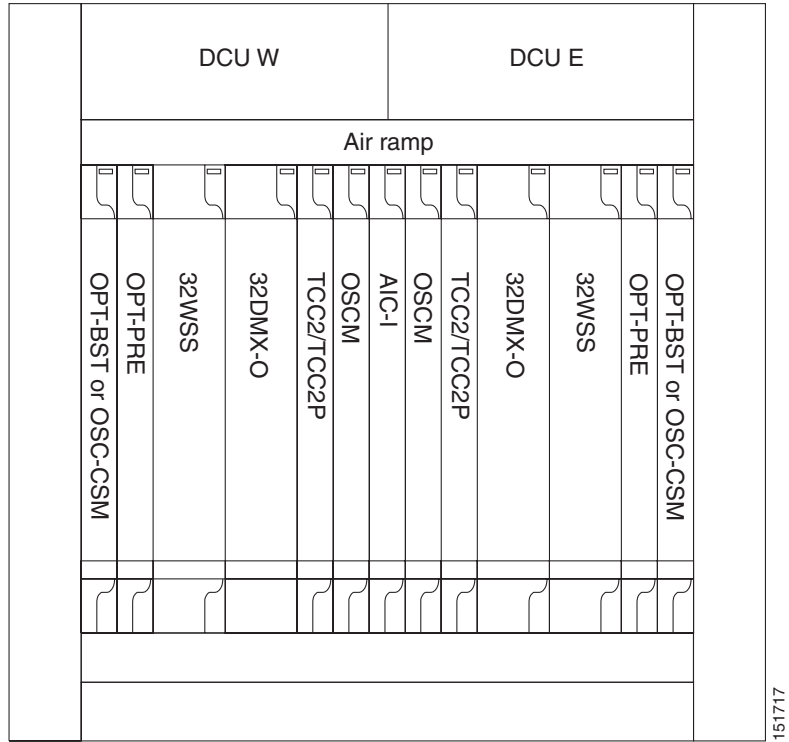 DCU W
DCU E
Air ramp
OPT-BST or OSC-CSM
OPT-PRE
32WSS
32DMX-O
TCC2/TCC2P
OSCM
AIC-I
OSCM
TCC2/TCC2P
32DMX-O
32WSS
OPT-PRE
OPT-BST or OSC-CSM
151717